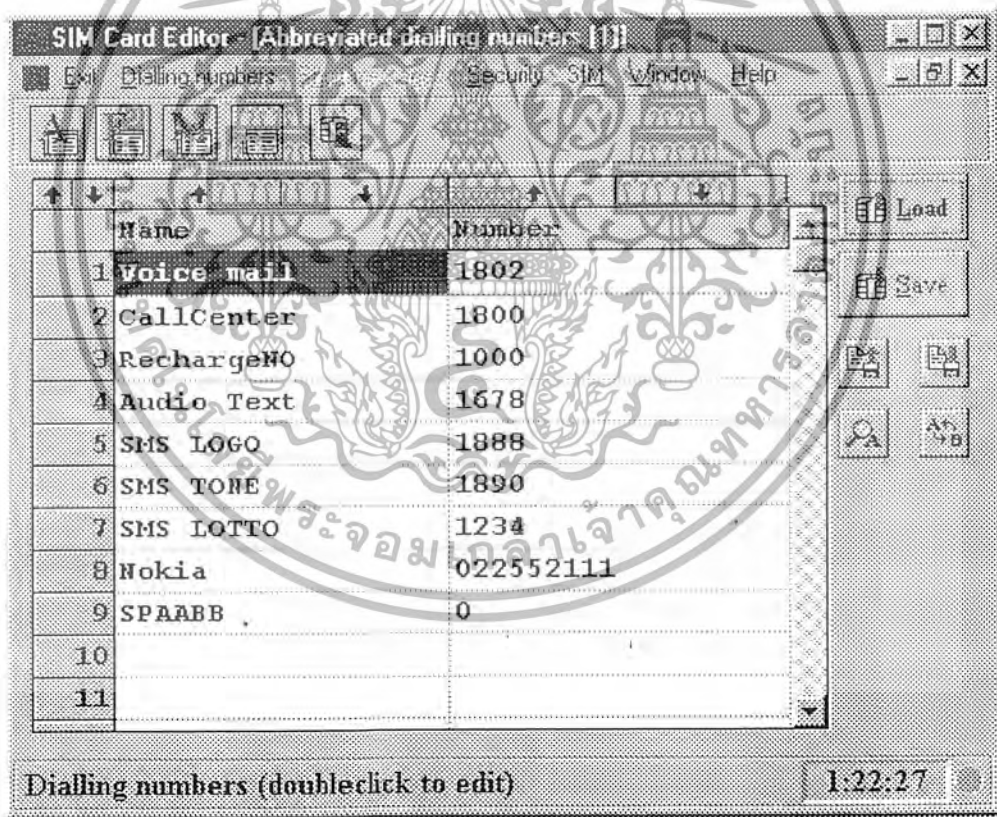 SIM Card Editor - [Abbreviated dialling numbers [1]]
Exit Dialling numbers Security SIM Window Help
Name Number
Load
1 Voice mail 1802
Save
2 CallCenter 1800
3 RechargeNO 1000
4 Audio Text 1678
5 SMS LOGO 1888
6 SMS TONE 1890
7 SMS LOTTO 1234
8 Nokia 022552111
9 SPAABB 0
10
11
Dialling numbers (doubleclick to edit) 1:22:27